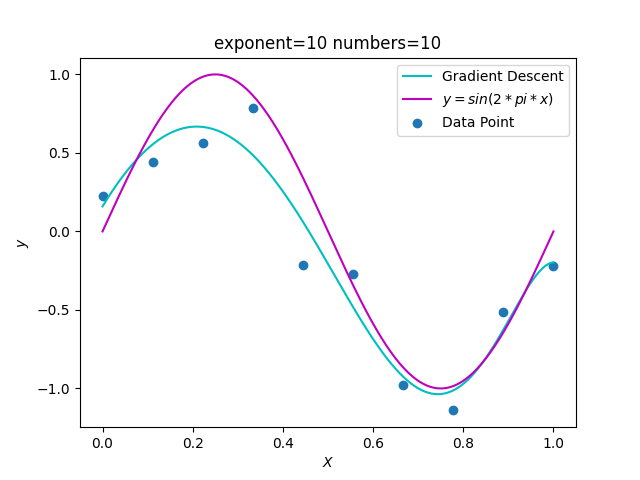 exponent=10 numbers=10
Gradient Descent
y = sin(2 * pi * x)
Data Point
1.0
0.5
0.0
−0.5
−1.0
y
0.0 0.2 0.4 0.6 0.8 1.0
X